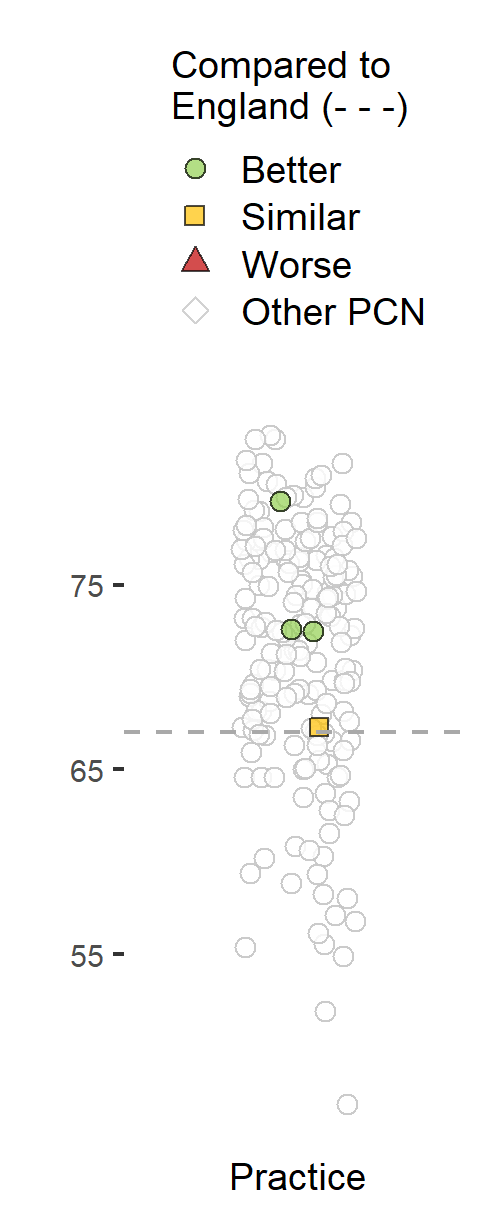 Compared to
England (- - -)
Better
Similar
Worse
Other PCN
75
65
55
Practice